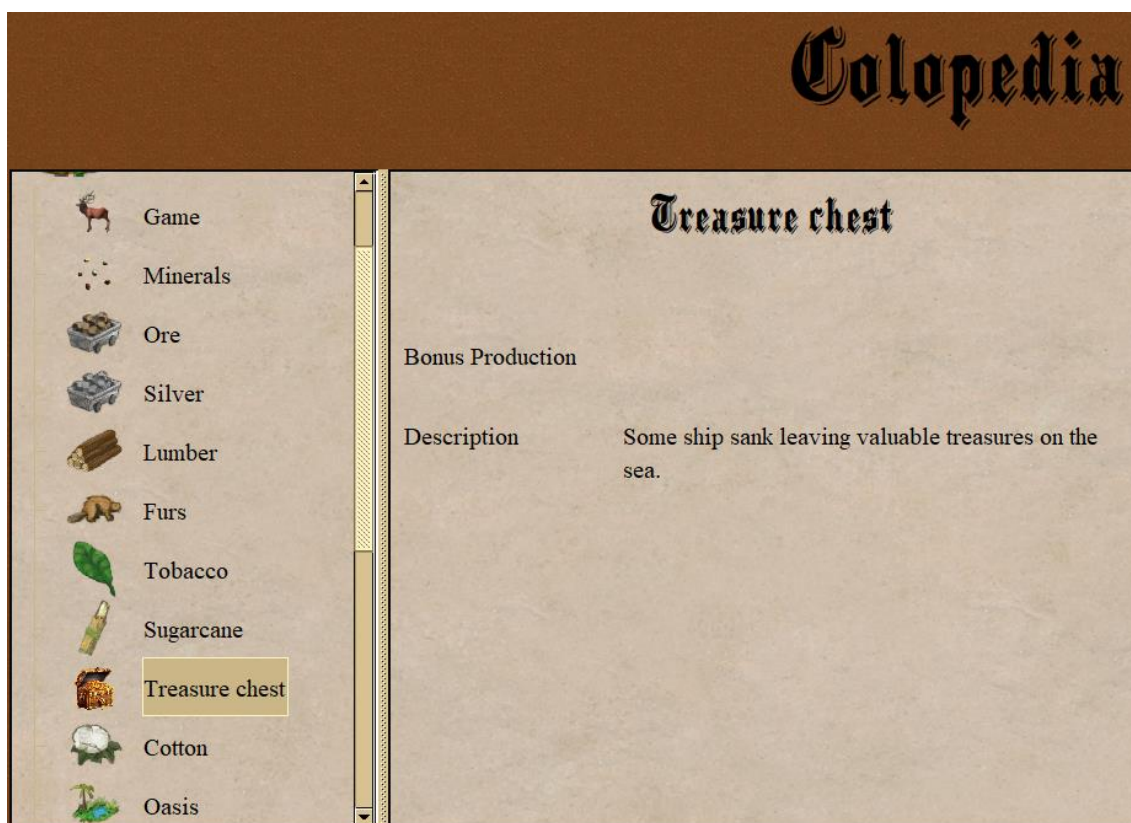 Colopedia
Game
Minerals
Ore
Silver
Lumber
Furs
Tobacco
Sugarcane
Treasure chest
Cotton
Oasis
Treasure chest
Bonus Production
Description
Some ship sank leaving valuable treasures on the
sea.